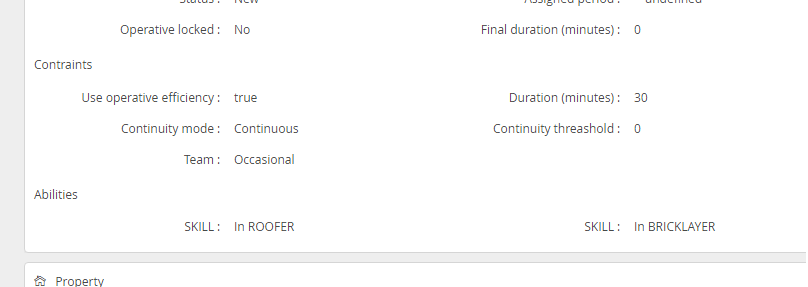 Status : New Assigned period : undefined
Operative locked : No Final duration (minutes) : 0
Contraints
Use operative efficiency : true Duration (minutes) : 30
Continuity mode : Continuous Continuity threashold : 0
Team : Occasional
Abilities
SKILL : In ROOFER SKILL : In BRICKLAYER
Property